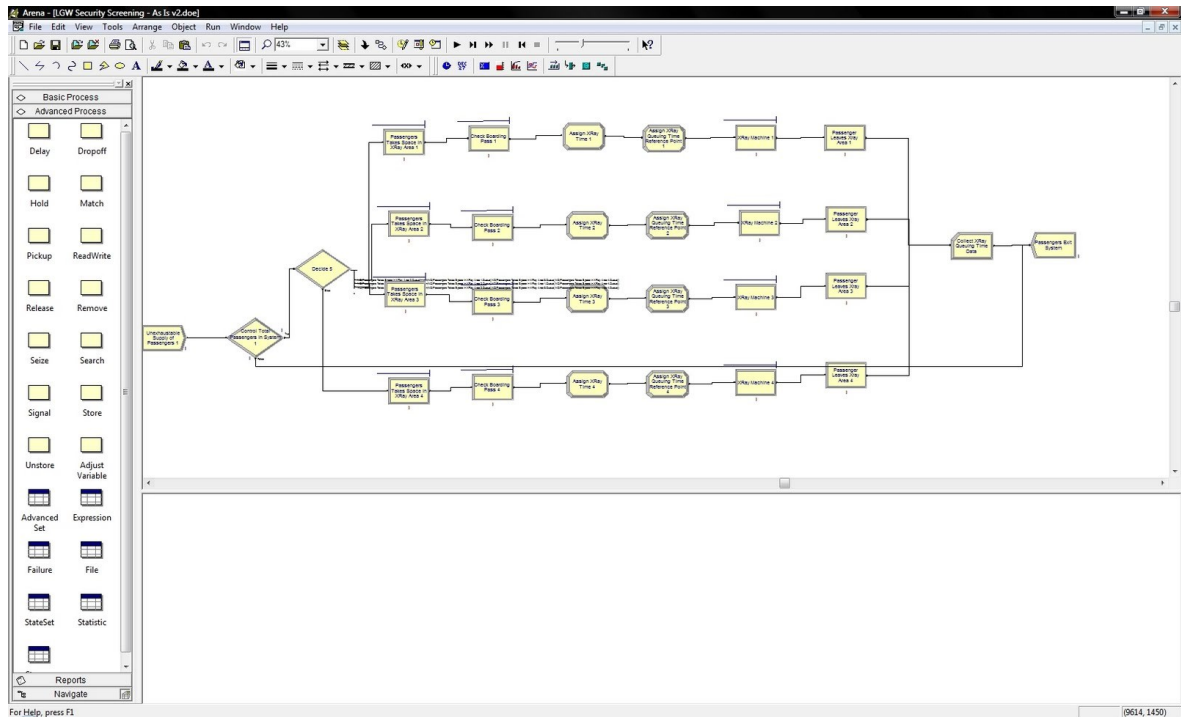 Arena - [LGW Security Screening - As Is v2.doe]
File Edit View Tools Arrange Object Run Window Help
43%
Basic Process
Advanced Process
Delay Dropoff
Hold Match
Pickup ReadWrite
Release Remove
Seize Search
Signal Store
Unstore Adjust
Variable
Advanced Expression
Set
Failure File
StateSet Statistic
Reports
Navigate
Passengers
Takes Space in
XRay Area 1
Check Boarding
Pass 1
Assign XRay
Time 1
Assign XRay
Queuing Time
Reference Point
1
XRay Machine 1
Passenger
Leaves Xray
Area 1
Passengers
Takes Space in
XRay Area 2
Check Boarding
Pass 2
Assign XRay
Time 2
Assign XRay
Queuing Time
Reference Point
2
XRay Machine 2
Passenger
Leaves Xray
Area 2
Decide 5
Passengers
Takes Space in
XRay Area 3
Check Boarding
Pass 3
Assign XRay
Time 3
Assign XRay
Queuing Time
Reference Point
3
XRay Machine 3
Passenger
Leaves Xray
Area 3
Collect XRay
Queuing Time
Data
Passengers Exit
System
Unexhaustable
Supply of
Passengers 1
Control Total
Passengers in System
1
Passengers
Takes Space in
XRay Area 4
Check Boarding
Pass 4
Assign XRay
Time 4
Assign XRay
Queuing Time
Reference Point
4
XRay Machine 4
Passenger
Leaves Xray
Area 4
For Help, press F1
(9614, 1450)